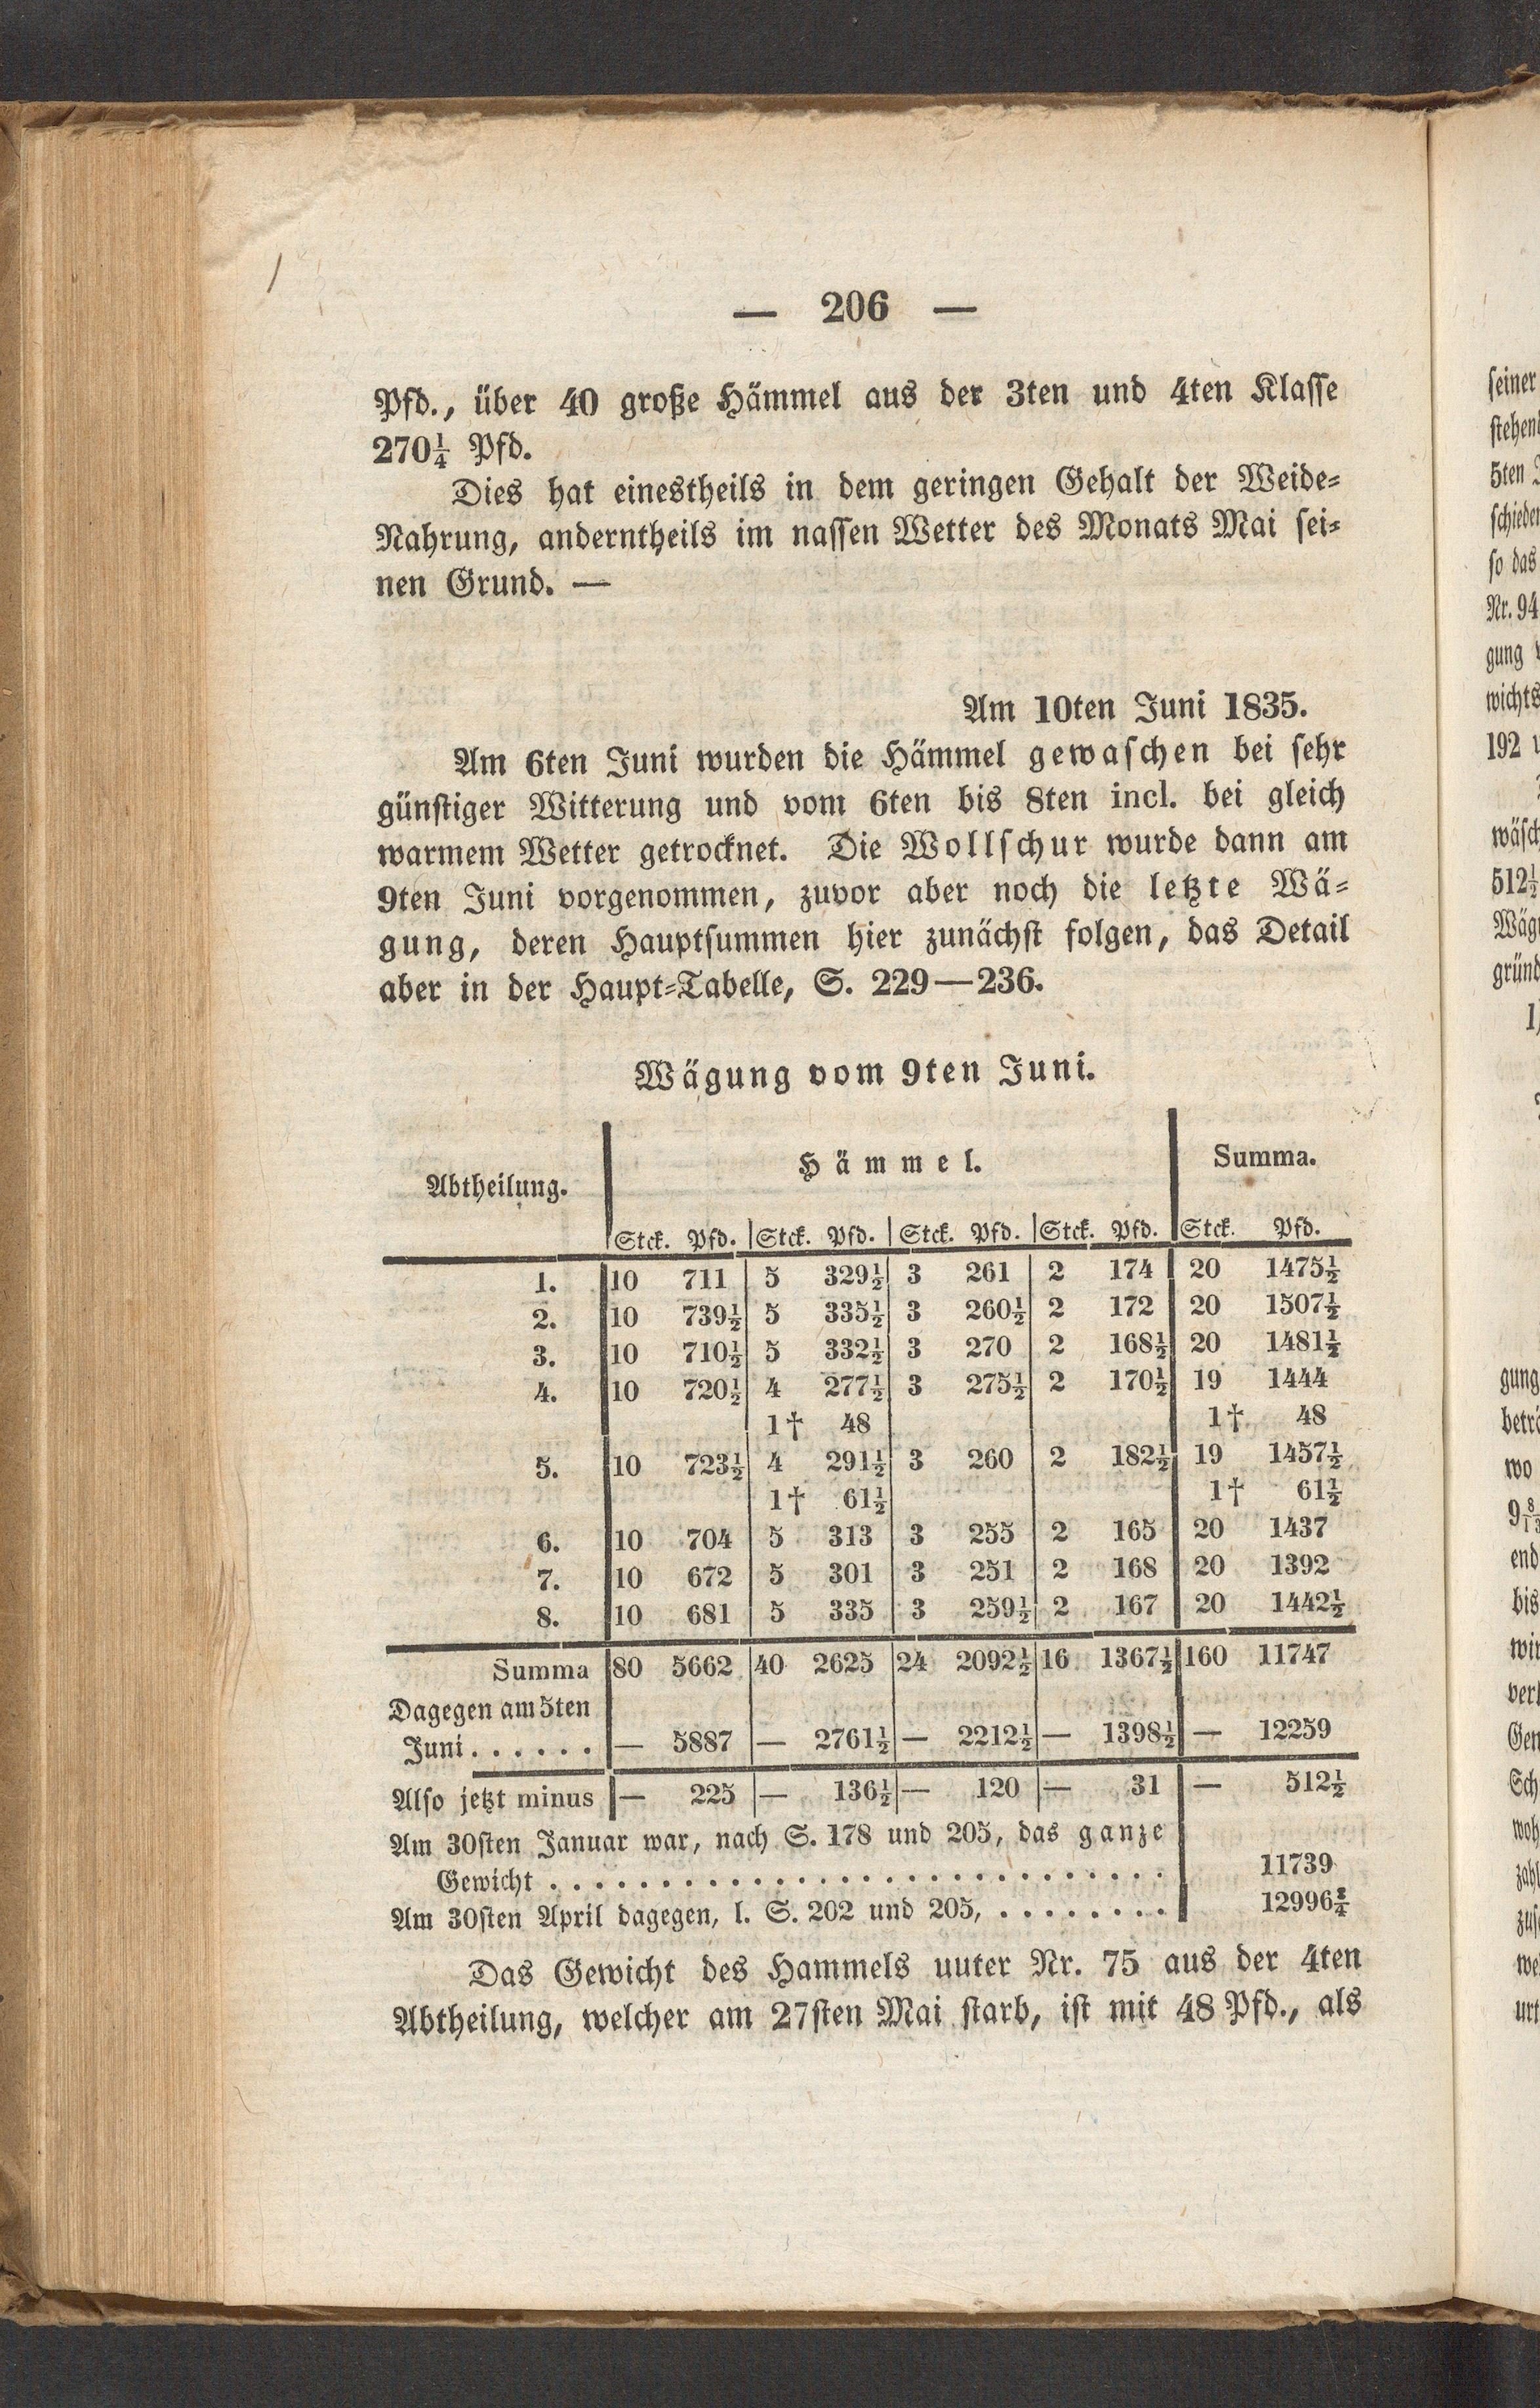 — 206 —
Pfd., über 40 große Hämmel aus der 3ten und 4ten Klasse
270¼ Pfd.
Dies hat einestheils in dem geringen Gehalt der Weide-
Nahrung, anderntheils im nassen Wetter des Monats Mai sei-
nen Grund. —
Am 10ten Juni 1835.
Am 6ten Juni wurden die Hämmel gewaschen bei sehr
günstiger Witterung und vom 6ten bis 8ten incl. bei gleich
warmem Wetter getrocknet. Die Wollschur wurde dann am
9ten Juni vorgenommen, zuvor aber noch die letzte Wä-
gung, deren Hauptsummen hier zunächst folgen, das Detail
aber in der Haupt-Tabelle, S. 229—236.
Wägung vom 9ten Juni.
Abtheilung. Hämmel. Summa.
Stck. Pfd. Stck. Pfd. Stck. Pfd. Stck. Pfd. Stck. Pfd.
1. 10 711 5 329½ 3 261 2 174 20 1475½
2. 10 739½ 5 335½ 3 260½ 2 172 20 1507½
3. 10 710½ 5 332½ 3 270 2 168½ 20 1481½
4. 10 720½ 4 277½ 3 275½ 2 170½ 19 1444
1† 48 1† 48
5. 10 723½ 4 291½ 3 260 2 182½ 19 1457½
1† 61½ 1† 61½
6. 10 704 5 313 3 255 2 165 20 1437
7. 10 672 5 301 3 251 2 168 20 1392
8. 10 681 5 335 3 259½ 2 167 20 1442½
Summa 80 5662 40 2625 24 2092½ 16 1367½ 160 11747
Dagegen am 5ten
Juni...... — 5887 — 2761½ — 2212½ — 1398½ — 12259
Also jetzt minus — 225 — 136½ — 120 — 31 — 512½
Am 30sten Januar war, nach S. 178 und 205, das ganze
Gewicht ............................. 11739
Am 30sten April dagegen, l. S. 202 und 205, ........ 12996¾
Das Gewicht des Hammels uuter Nr. 75 aus der 4ten
Abtheilung, welcher am 27sten Mai starb, ist mit 48 Pfd., als
seiner
5ten
so das
Nr. 94
gung
wichts
192
512½
gung
wo
end
bis